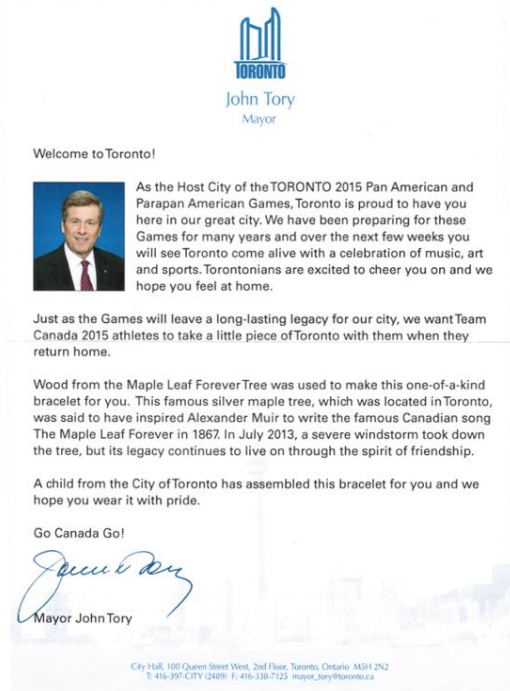 TORONTO
John Tory
Mayor
Welcome to Toronto!
As the Host City of the TORONTO 2015 Pan American and
Parapan American Games, Toronto is proud to have you
here in our great city. We have been preparing for these
Games for many years and over the next few weeks you
will see Toronto come alive with a celebration of music, art
and sports. Torontonians are excited to cheer you on and we
hope you feel at home.
Just as the Games will leave a long-lasting legacy for our city, we want Team
Canada 2015 athletes to take a little piece of Toronto with them when they
return home.
Wood from the Maple Leaf Forever Tree was used to make this one-of-a-kind
bracelet for you. This famous silver maple tree, which was located in Toronto,
was said to have inspired Alexander Muir to write the famous Canadian song
The Maple Leaf Forever in 1867. In July 2013, a severe windstorm took down
the tree, but its legacy continues to live on through the spirit of friendship.
A child from the City of Toronto has assembled this bracelet for you and we
hope you wear it with pride.
Go Canada Go!
Mayor John Tory
City Hall, 100 Queen Street West, 2nd Floor, Toronto, Ontario M5H 2N2
T: 416-397-CITY (2489) F: 416-338-7125 mayor_tory@toronto.ca